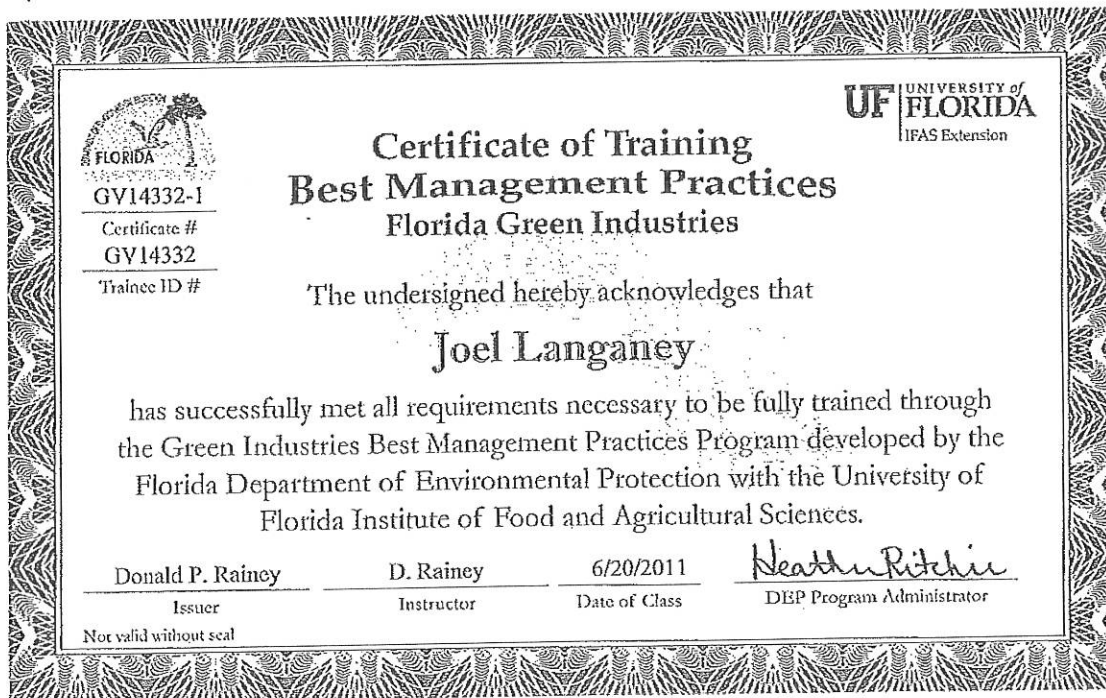 FLORIDA
GV14332-1
Certificate #
GV14332
Trainee ID #
UF UNIVERSITY of
FLORIDA
IFAS Extension
Certificate of Training
Best Management Practices
Florida Green Industries
The undersigned hereby acknowledges that
Joel Langaney
has successfully met all requirements necessary to be fully trained through
the Green Industries Best Management Practices Program developed by the
Florida Department of Environmental Protection with the University of
Florida Institute of Food and Agricultural Sciences.
Donald P. Rainey D. Rainey 6/20/2011 Heather Ritchie
Issuer Instructor Date of Class DEP Program Administrator
Not valid without seal